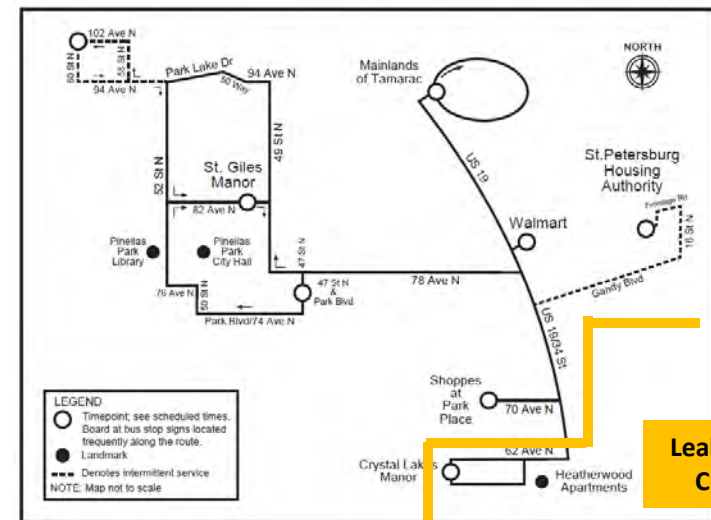 102 Ave N
60 St N
58 St N
94 Ave N
Park Lake Dr
50 Way
94 Ave N
Mainlands
of Tamarac
NORTH
52 St N
49 St N
US 19
St. Giles
Manor
82 Ave N
St.Petersburg
Housing
Authority
Frontage Rd
16 St N
Walmart
Pinellas
Park
Library
Pinellas
Park
City Hall
47 St N
47 St N
&
Park Blvd
78 Ave N
76 Ave N
50 St N
Park Blvd/74 Ave N
Gandy Blvd
US 19/34 St
Shoppes
at
Park
Place
70 Ave N
62 Ave N
Crystal Lakes
Manor
Heatherwood
Apartments
LEGEND
Timepoint; see scheduled times.
Board at bus stop signs located
frequently along the route.
Landmark
Denotes intermittent service
NOTE: Map not to scale